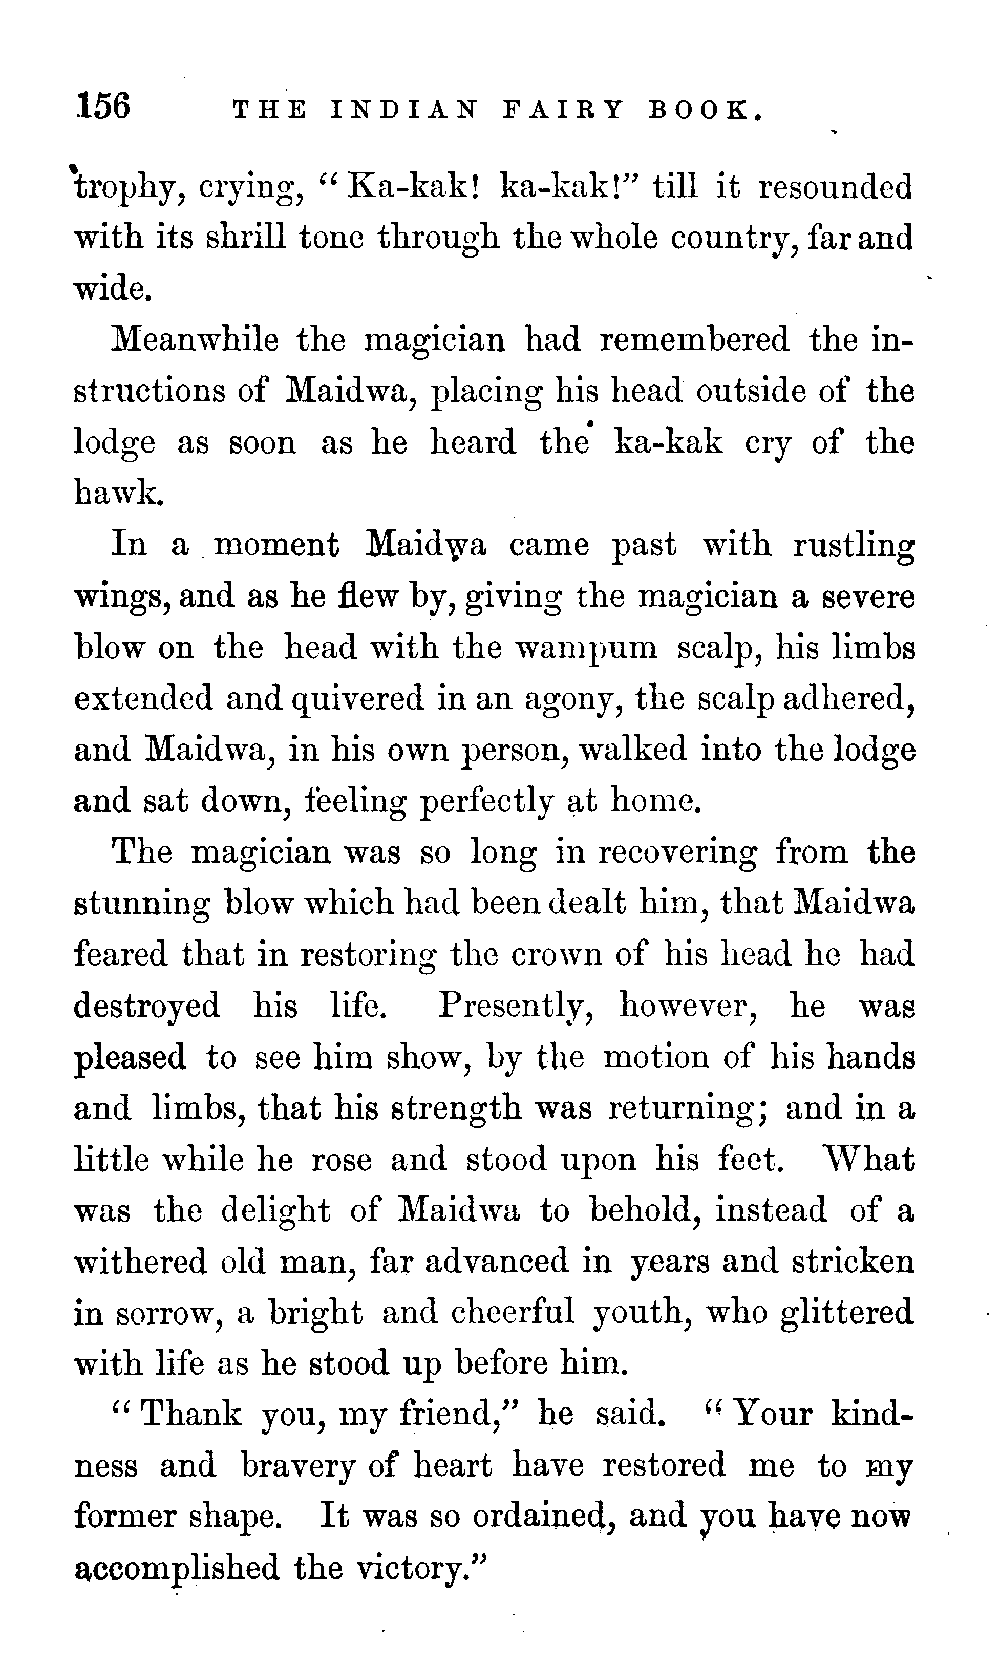 156 THE INDIAN FAIRY BOOK.
trophy, crying, “Ka-kak! ka-kak!” till it resounded
with its shrill tone through the whole country, far and
wide.
Meanwhile the magician had remembered the in-
structions of Maidwa, placing his head outside of the
lodge as soon as he heard the ka-kak cry of the
hawk.
In a moment Maidwa came past with rustling
wings, and as he flew by, giving the magician a severe
blow on the head with the wampum scalp, his limbs
extended and quivered in an agony, the scalp adhered,
and Maidwa, in his own person, walked into the lodge
and sat down, feeling perfectly at home.
The magician was so long in recovering from the
stunning blow which had been dealt him, that Maidwa
feared that in restoring the crown of his head he had
destroyed his life. Presently, however, he was
pleased to see him show, by the motion of his hands
and limbs, that his strength was returning; and in a
little while he rose and stood upon his feet. What
was the delight of Maidwa to behold, instead of a
withered old man, far advanced in years and stricken
in sorrow, a bright and cheerful youth, who glittered
with life as he stood up before him.
“Thank you, my friend,” he said. “Your kind-
ness and bravery of heart have restored me to my
former shape. It was so ordained, and you have now
accomplished the victory.”